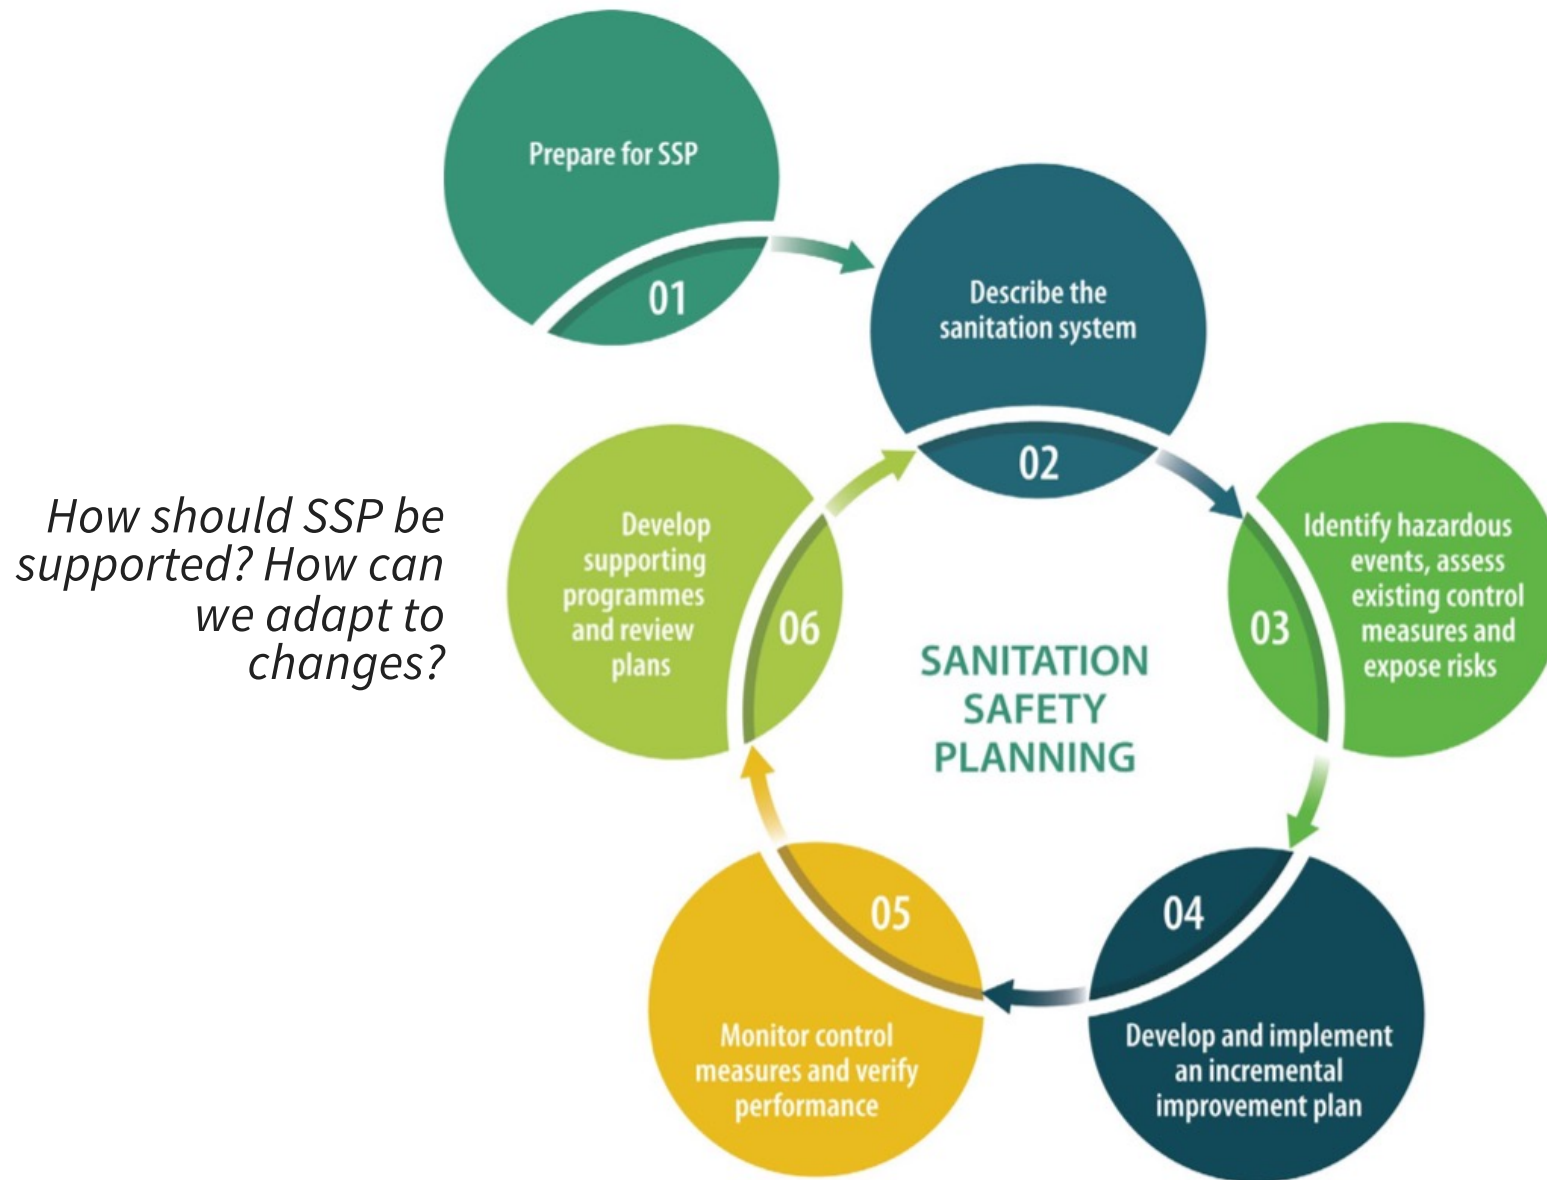 Prepare for SSP
01
Describe the
sanitation system
02
Identify hazardous
events, assess
existing control
measures and
expose risks
03
04
Develop and implement
an incremental
improvement plan
05
Monitor control
measures and verify
performance
Develop
supporting
programmes
and review
plans
06
SANITATION
SAFETY
PLANNING
How should SSP be
supported? How can
we adapt to
changes?